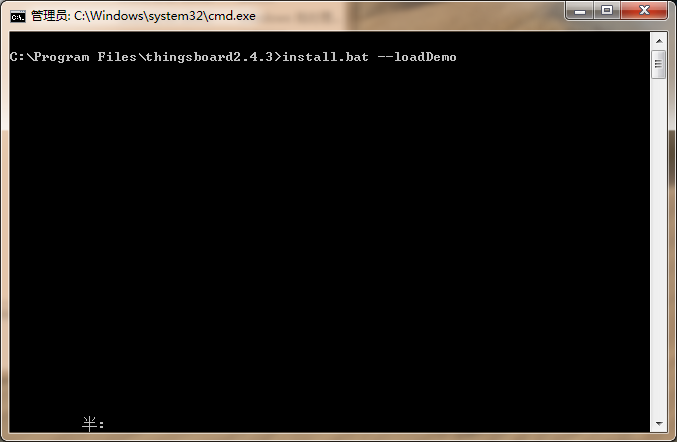 管理员: C:\Windows\system32\cmd.exe
C:\Program Files\thingsboard2.4.3>install.bat --loadDemo
半: